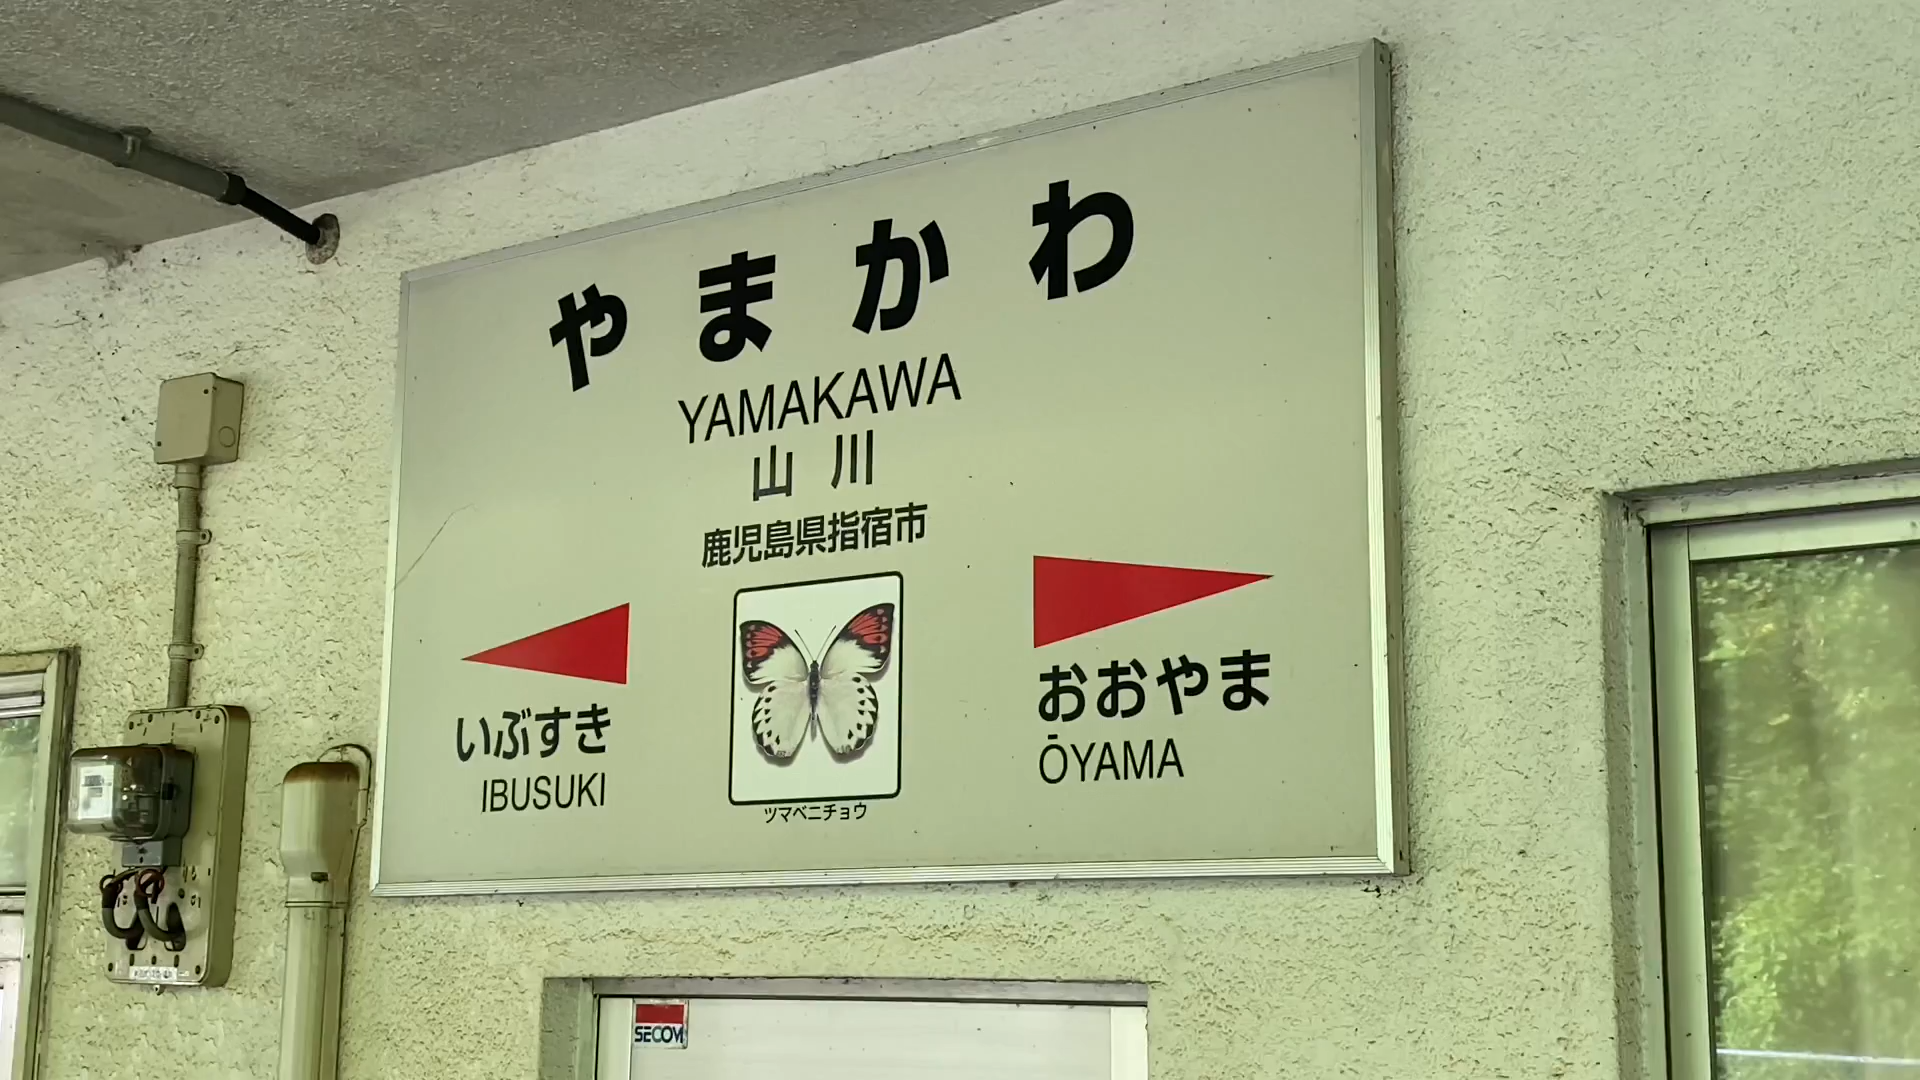 やまかわ
YAMAKAWA
山川
鹿児島県指宿市
いぶすき
IBUSUKI
おおやま
ŌYAMA
ツマベニチョウ
SECOM